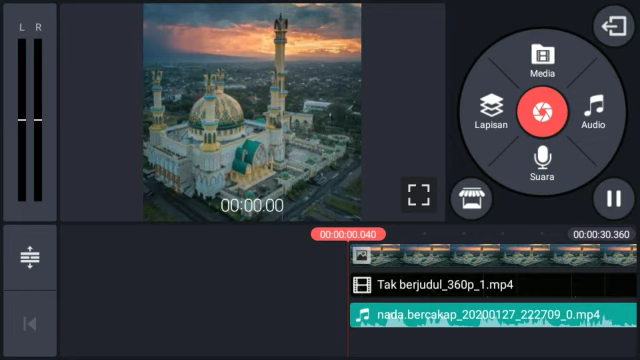 L R
00:00.00
Media
Lapisan
Audio
Suara
00:00:00.040
00:00:30.360
Tak berjudul_360p_1.mp4
nada.bercakap_20200127_222709_0.mp4